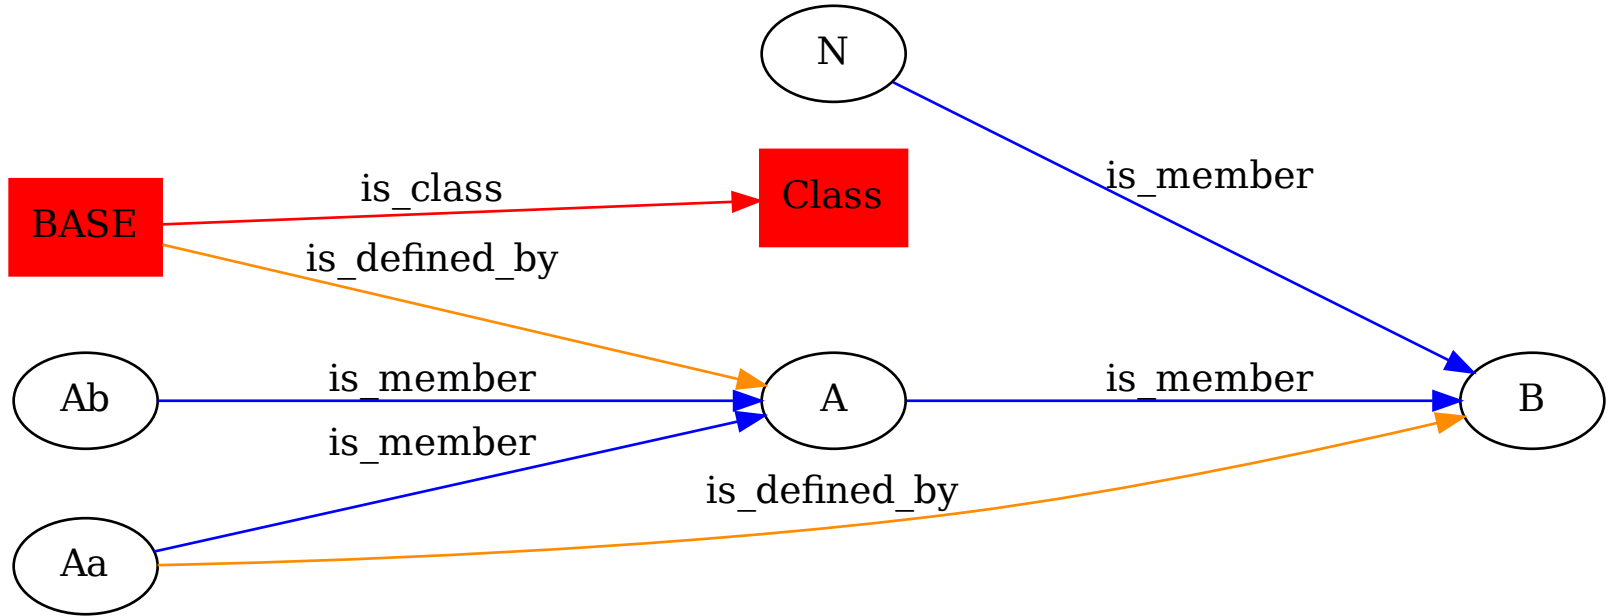 N
is_member
BASE
is_class
Class
is_defined_by
Ab
is_member
A
is_member
B
is_member
is_defined_by
Aa